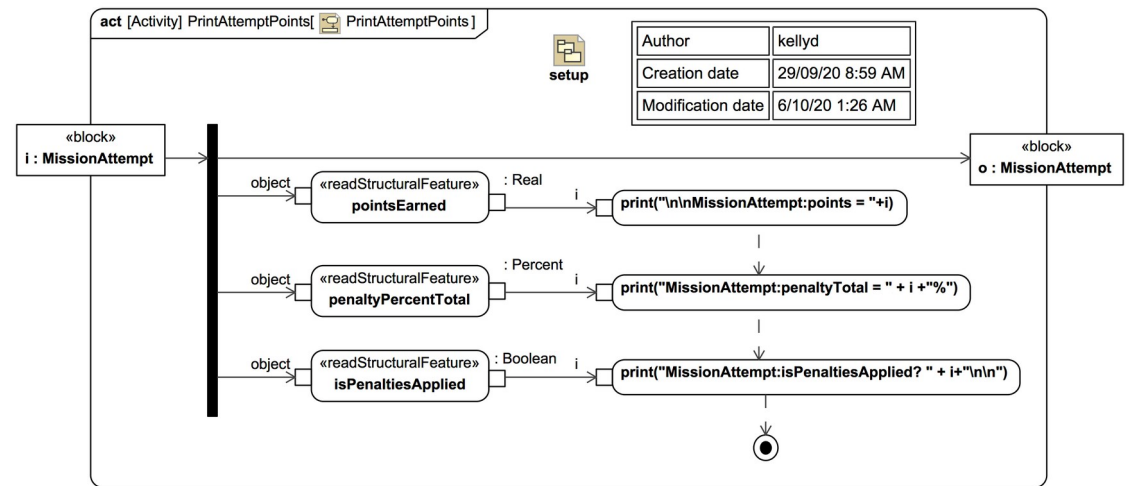 act [Activity] PrintAttemptPoints[ PrintAttemptPoints ]
setup
Author kellyd
Creation date 29/09/20 8:59 AM
Modification date 6/10/20 1:26 AM
«block»
i : MissionAttempt
«block»
o : MissionAttempt
object
«readStructuralFeature»
pointsEarned
: Real
i
print("\n\nMissionAttempt:points = "+i)
object
«readStructuralFeature»
penaltyPercentTotal
: Percent
i
print("MissionAttempt:penaltyTotal = " + i +"%")
object
«readStructuralFeature»
isPenaltiesApplied
: Boolean
i
print("MissionAttempt:isPenaltiesApplied? " + i+"\n\n")